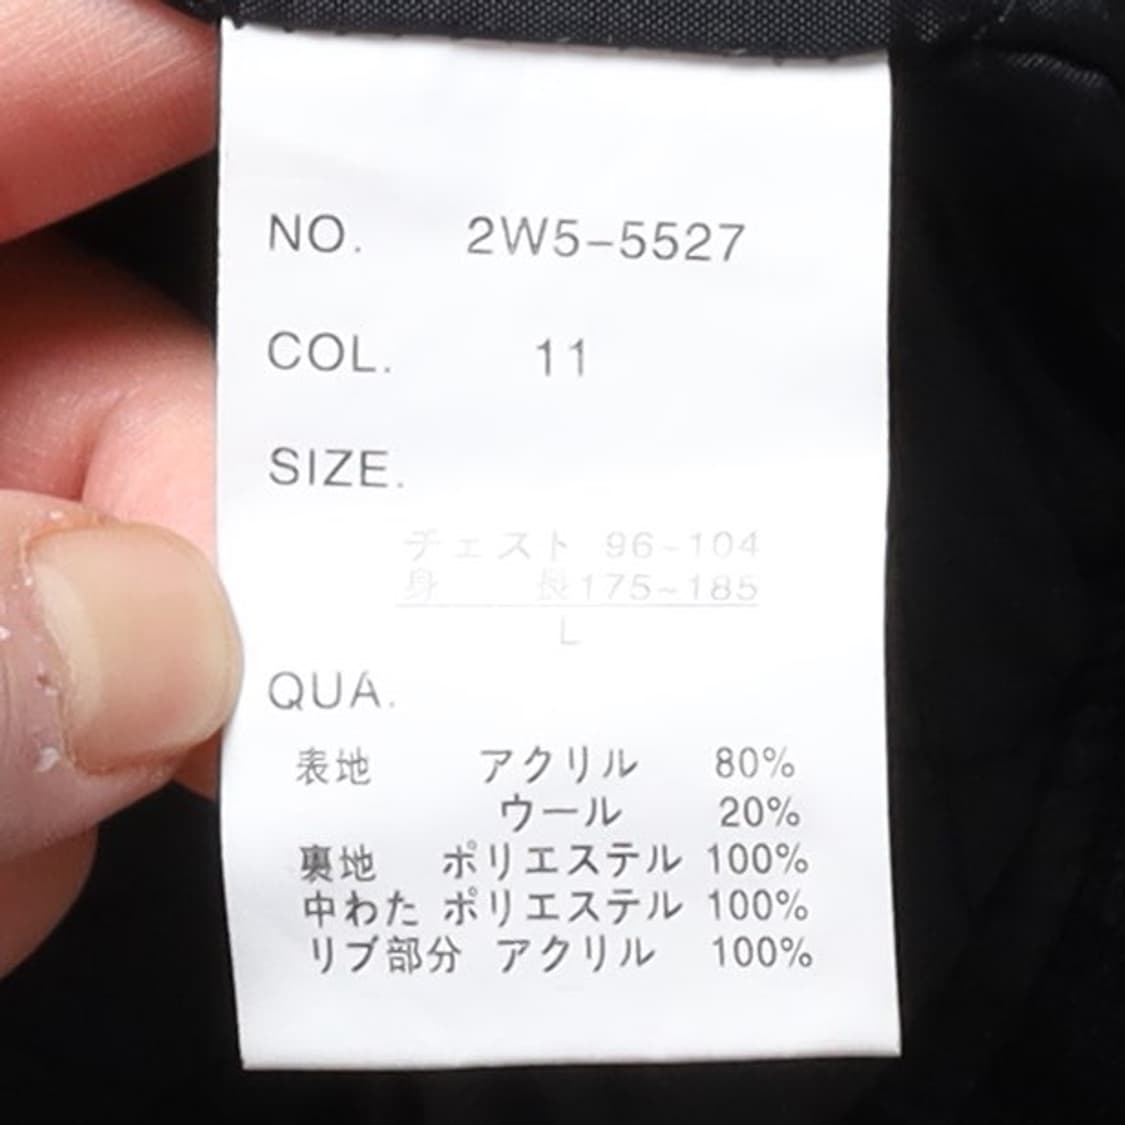 NO. 2W5-5527
COL. 11
SIZE.
チェスト 96~104
身 長175~185
L
QUA.
表地 アクリル 80%
ウール 20%
裏地 ポリエステル 100%
中わた ポリエステル 100%
リブ部分 アクリル 100%